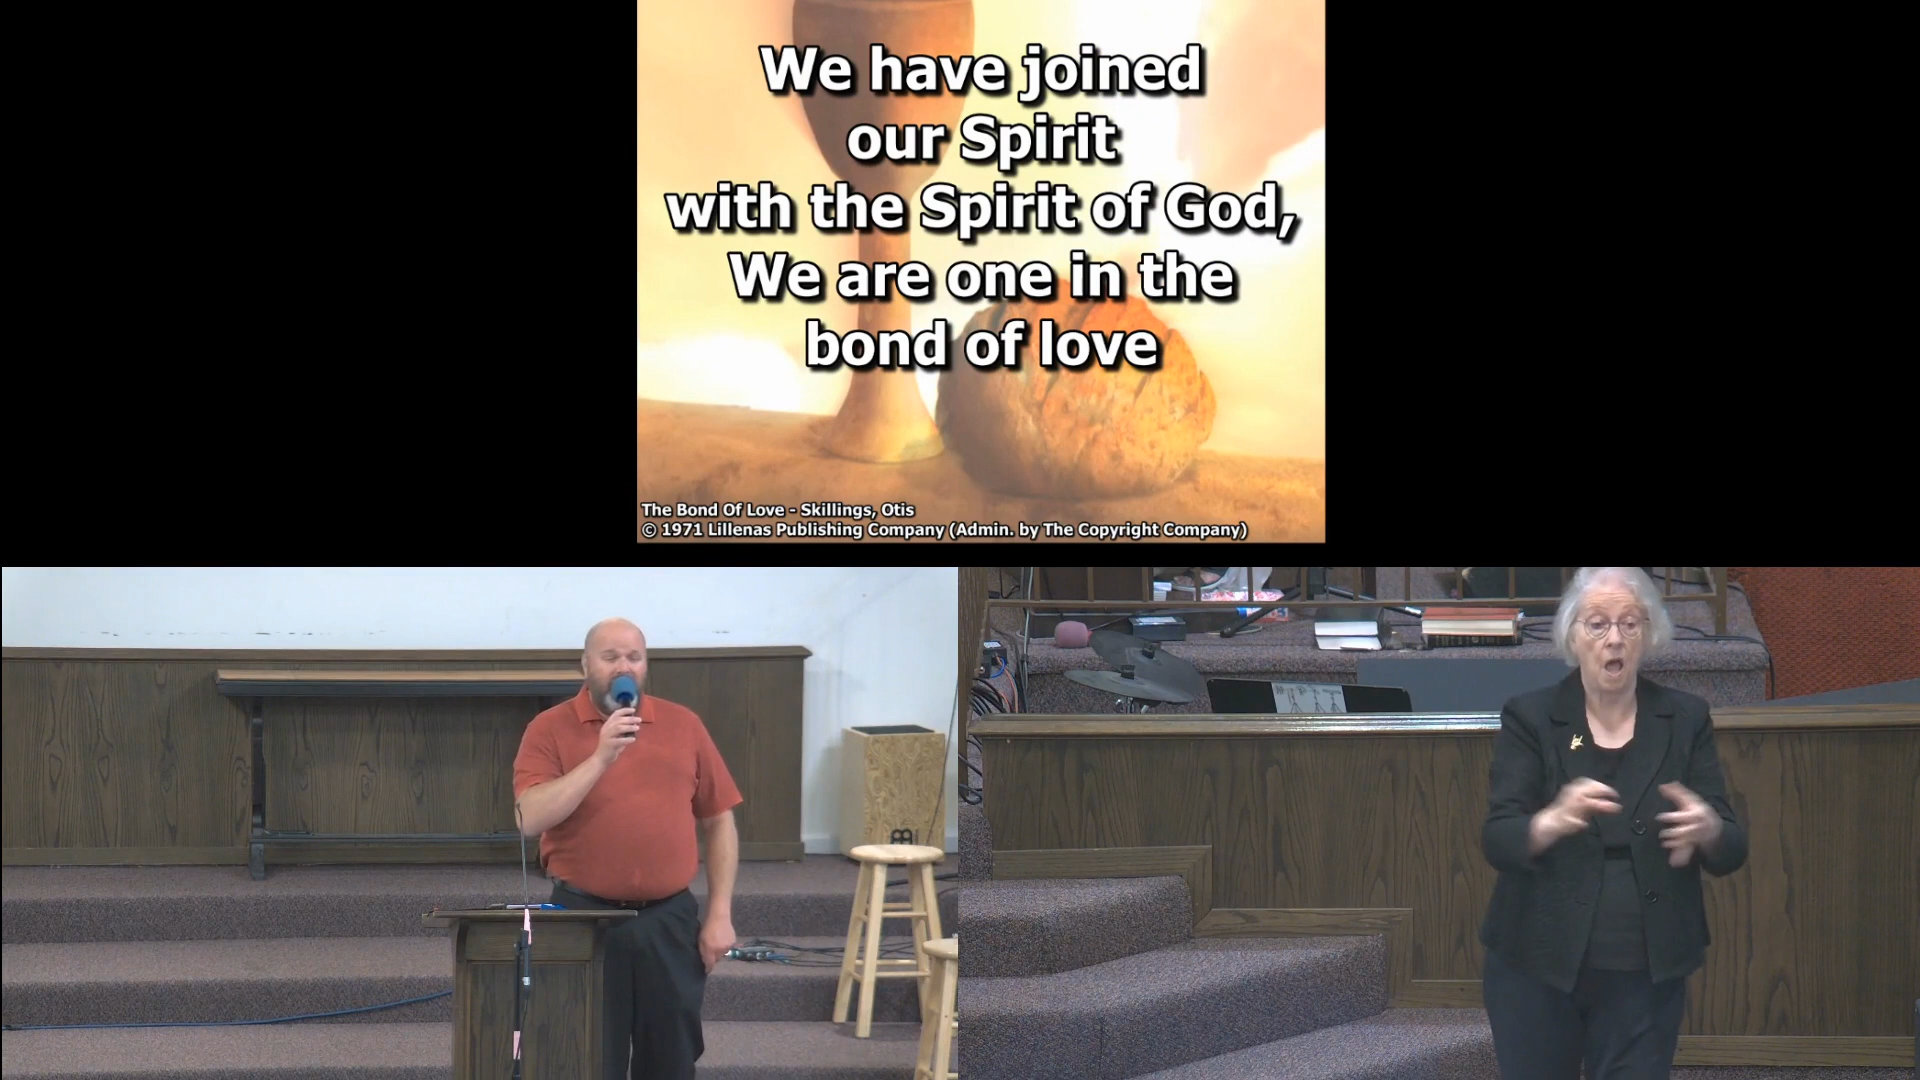 We have joined
our Spirit
with the Spirit of God,
We are one in the
bond of love
The Bond Of Love - Skillings, Otis
© 1971 Lillenas Publishing Company (Admin. by The Copyright Company)